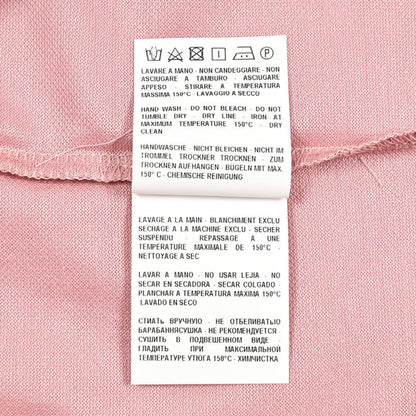 LAVARE A MANO - NON CANDEGGIARE - NON
ASCIUGARE A TAMBURO - ASCIUGARE
APPESO - STIRARE A TEMPERATURA
MASSIMA 150°C - LAVAGGIO A SECCO
HAND WASH - DO NOT BLEACH - DO NOT
TUMBLE DRY - DRY LINE - IRON AT
MAXIMUM TEMPERATURE 150°C - DRY
CLEAN
HANDWASCHE - NICHT BLEICHEN - NICHT IM
TROMMEL TROCKNER TROCKNEN - ZUM
TROCKNEN AUFHANGEN - BÜGELN MIT MAX.
150° C - CHEMISCHE REINIGUNG
LAVAGE A LA MAIN - BLANCHIMENT EXCLU
SECHAGE A LA MACHINE EXCLU - SECHER
SUSPENDU - REPASSAGE À UNE
TEMPERATURE MAXIMALE DE 150°C -
NETTOYAGE A SEC
LAVAR A MANO - NO USAR LEJIA - NO
SECAR EN SECADORA - SECAR COLGADO -
PLANCHAR A TEMPERATURA MAXIMA 150°C
LAVADO EN SECO
СТИАТЬ ВРУЧНУЮ - НЕ ОТБЕЛИВАТЬ
БАРАБАННЯСУШКА - НЕ РЕКОМЕНДУЕТСЯ
СУШИТЬ В ПОДВЕШЕННОМ ВИДЕ -
ГЛАДИТЬ ПРИ МАКСИМАЛЬНОЙ
ТЕМПЕРАТУРЕ УТЮГА 150°C - ХИМЧИСТКА